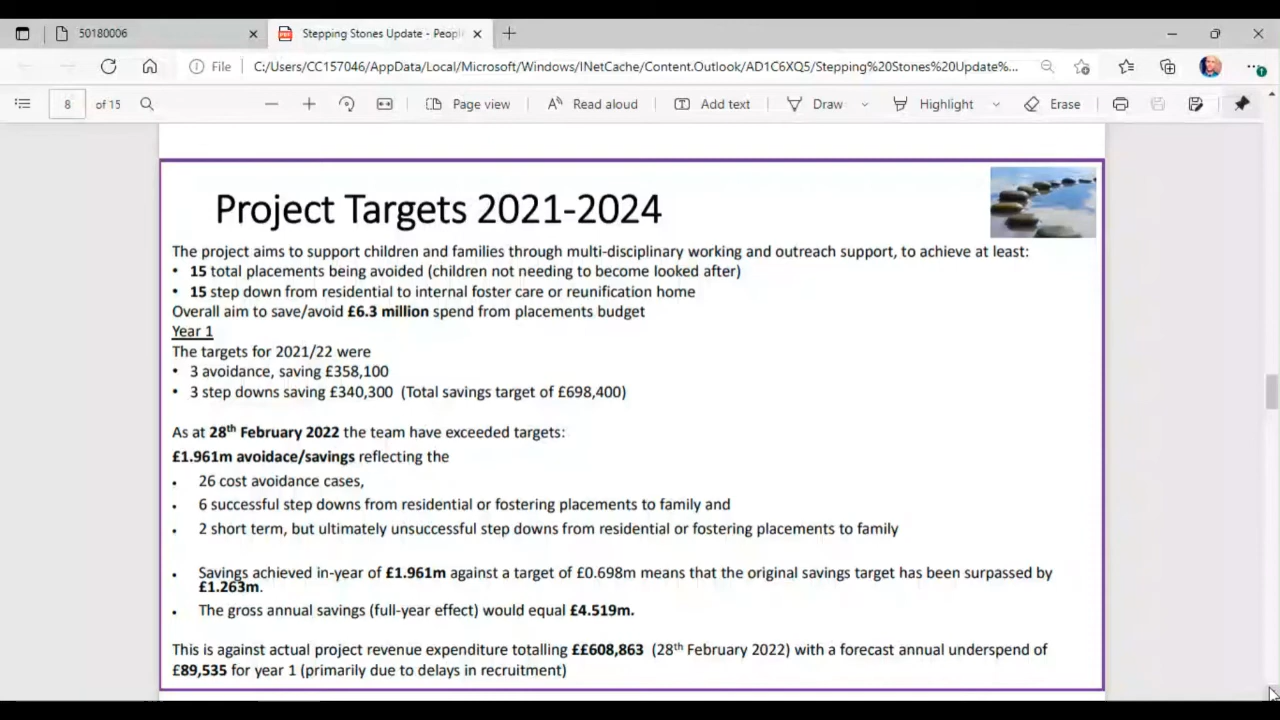 50180006
Stepping Stones Update - Peopl
File
C:/Users/CC157046/AppData/Local/Microsoft/Windows/INetCache/Content.Outlook/AD1C6XQ5/Stepping%20Stones%20Update%...
8 of 15
Page view
Read aloud
Add text
Draw
Highlight
Erase
Project Targets 2021-2024
The project aims to support children and families through multi-disciplinary working and outreach support, to achieve at least:
• 15 total placements being avoided (children not needing to become looked after)
• 15 step down from residential to internal foster care or reunification home
Overall aim to save/avoid £6.3 million spend from placements budget
Year 1
The targets for 2021/22 were
• 3 avoidance, saving £358,100
• 3 step downs saving £340,300 (Total savings target of £698,400)
As at 28th February 2022 the team have exceeded targets:
£1.961m avoidace/savings reflecting the
• 26 cost avoidance cases,
• 6 successful step downs from residential or fostering placements to family and
• 2 short term, but ultimately unsuccessful step downs from residential or fostering placements to family
• Savings achieved in-year of £1.961m against a target of £0.698m means that the original savings target has been surpassed by
£1.263m.
• The gross annual savings (full-year effect) would equal £4.519m.
This is against actual project revenue expenditure totalling ££608,863 (28th February 2022) with a forecast annual underspend of
£89,535 for year 1 (primarily due to delays in recruitment)